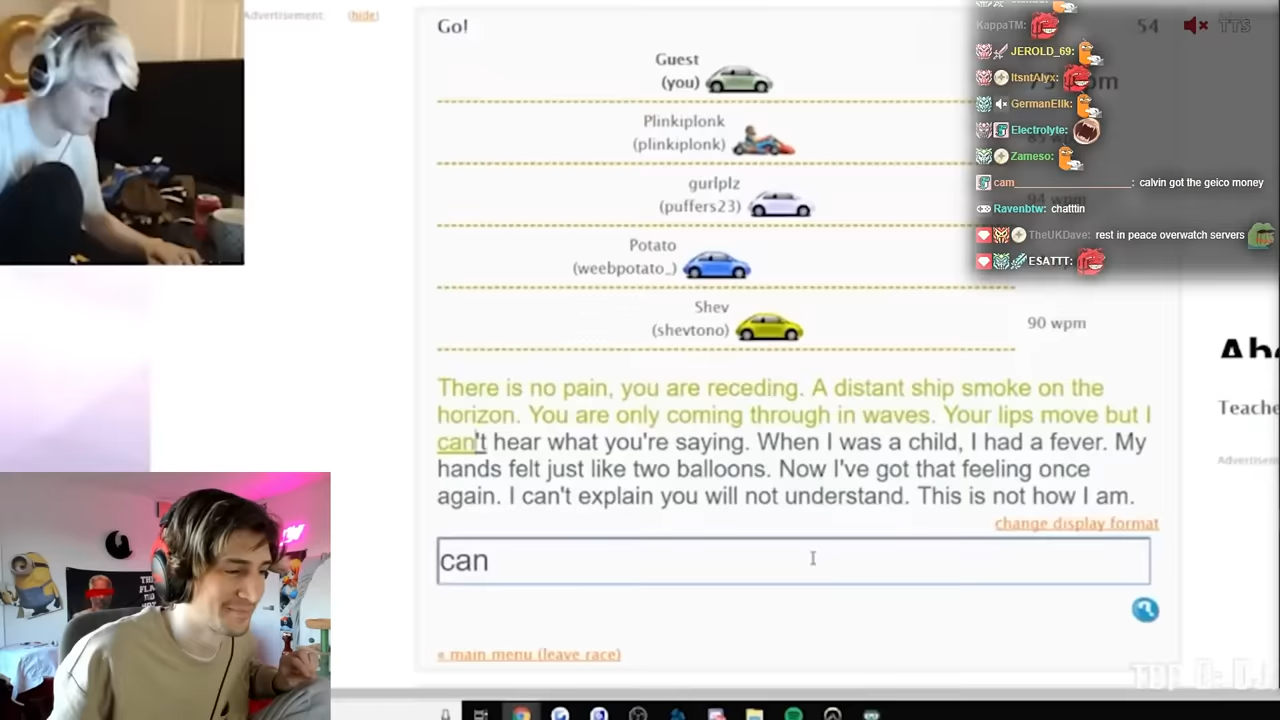 Advertisement:
(hide)
Go!
54
TTS
Guest
(you)
Plinkiplonk
(plinkiplonk)
gurlplz
(puffers23)
Potato
(weebpotato_)
Shev
(shevtono)
90 wpm
KappaTM:
JEROLD_69:
ItsntAlyx:
GermanEllk:
Electrolyte:
Zameso:
cam____________________: calvin got the geico money
Ravenbtw: chatttin
TheUKDave: rest in peace overwatch servers
ESATTT:
There is no pain, you are receding. A distant ship smoke on the
horizon. You are only coming through in waves. Your lips move but I
can't hear what you're saying. When I was a child, I had a fever. My
hands felt just like two balloons. Now I've got that feeling once
again. I can't explain you will not understand. This is not how I am.
change display format
can
« main menu (leave race)